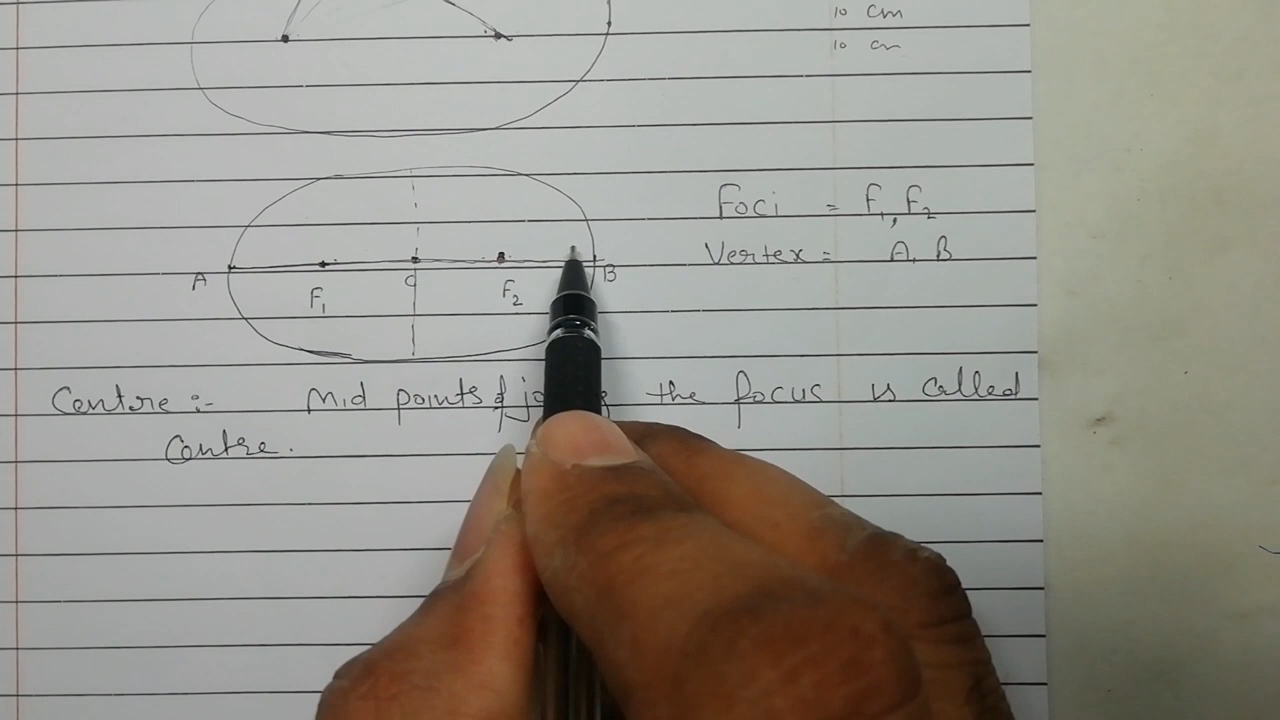 10 cm
10 cm
Foci = F1, F2
Vertex = A, B
A F1 C F2 B
Centre :- Mid points of the focus is called
Centre.